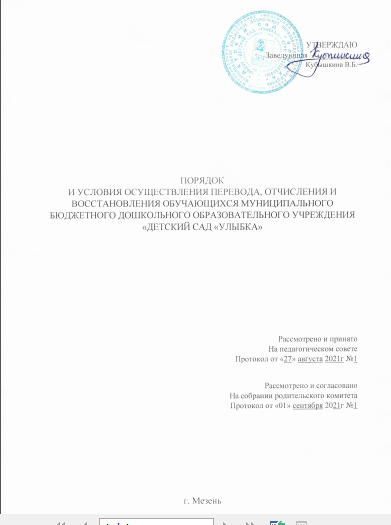 УТВЕРЖДАЮ
Заведующая
Кубышкина В.Б.
ПОРЯДОК
И УСЛОВИЯ ОСУЩЕСТВЛЕНИЯ ПЕРЕВОДА, ОТЧИСЛЕНИЯ И
ВОССТАНОВЛЕНИЯ ОБУЧАЮЩИХСЯ МУНИЦИПАЛЬНОГО
БЮДЖЕТНОГО ДОШКОЛЬНОГО ОБРАЗОВАТЕЛЬНОГО УЧРЕЖДЕНИЯ
«ДЕТСКИЙ САД «УЛЫБКА»
Рассмотрено и принято
На педагогическом совете
Протокол от «27» августа 2021г №1
Рассмотрено и согласовано
На собрании родительского комитета
Протокол от «01» сентября 2021г №1
г. Мезень